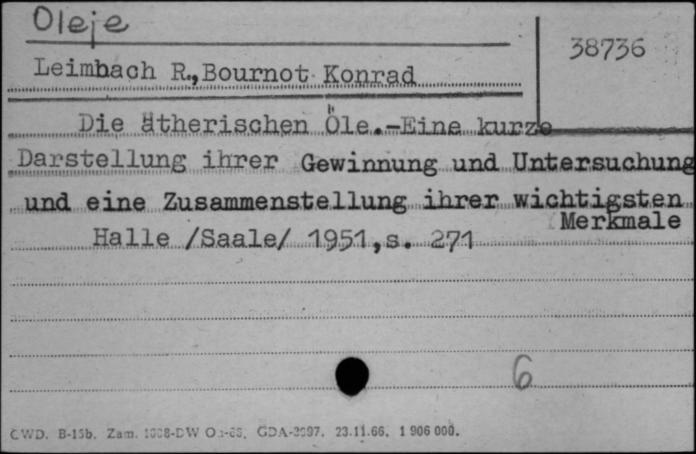 Oleje
38736
Leimbach R., Bournot Konrad
Die ätherischen Öle.-Eine kurze
Darstellung ihrer Gewinnung und Untersuchung
und eine Zusammenstellung ihrer wichtigsten
Merkmale
Halle /Saale/ 1951,s. 271
6
CWD. B-15b. Zam. GDA-3097. 23.11.66. 1 906 000.